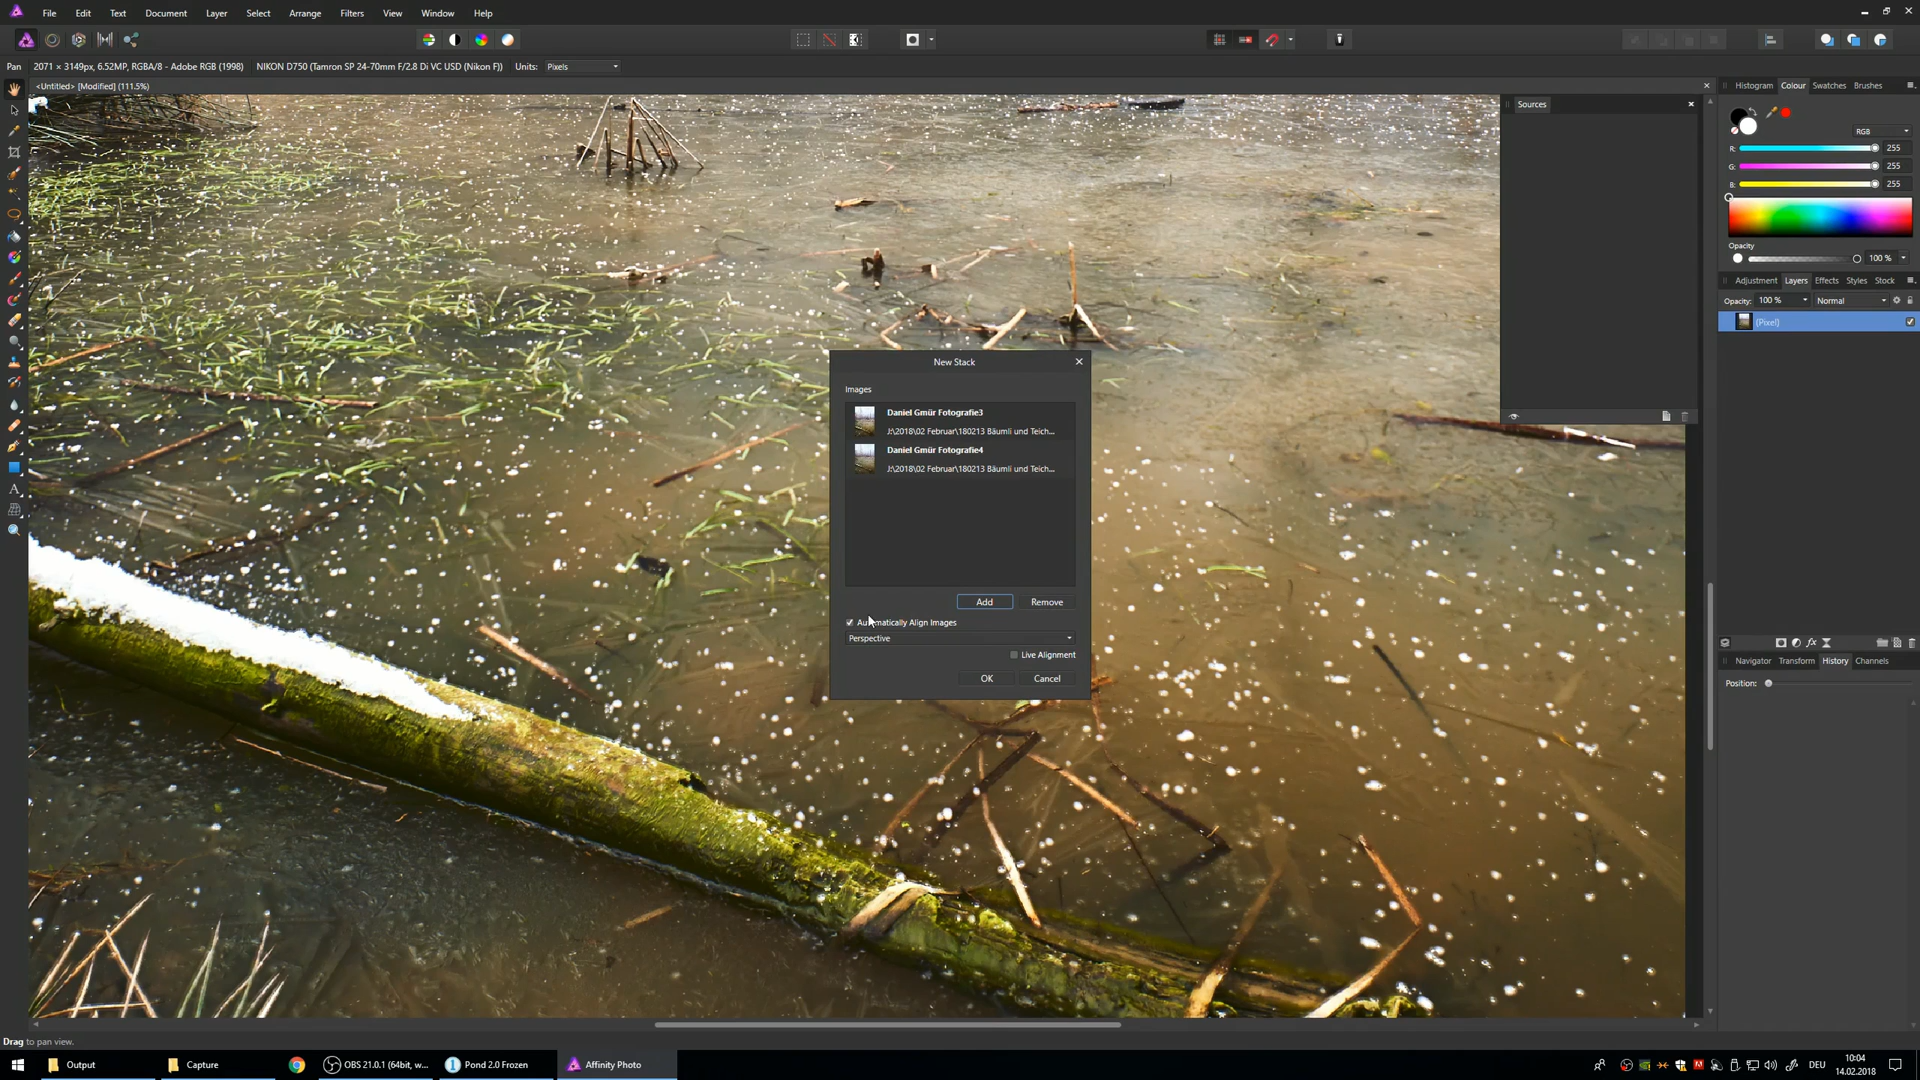 File Edit Text Document Layer Select Arrange Filters View Window Help
Pan 2071 × 3149px, 6.52MP, RGBA/8 - Adobe RGB (1998) NIKON D750 (Tamron SP 24-70mm F/2.8 Di VC USD (Nikon F)) Units: Pixels
<Untitled> [Modified] (111.5%)
Sources
Histogram Colour Swatches Brushes
RGB
R: 255
G: 255
B: 255
Opacity
100 %
Adjustment Layers Effects Styles Stock
Opacity: 100 % Normal
(Pixel)
New Stack
Images
Daniel Gmür Fotografie3
J:\2018\02 Februar\180213 Bäumli und Teich...
Daniel Gmür Fotografie4
J:\2018\02 Februar\180213 Bäumli und Teich...
Add Remove
Automatically Align Images
Perspective
Live Alignment
OK Cancel
Navigator Transform History Channels
Position:
Drag to pan view.
Output Capture OBS 21.0.1 (64bit, w... Pond 2.0 Frozen Affinity Photo
DEU
10:04
14.02.2018